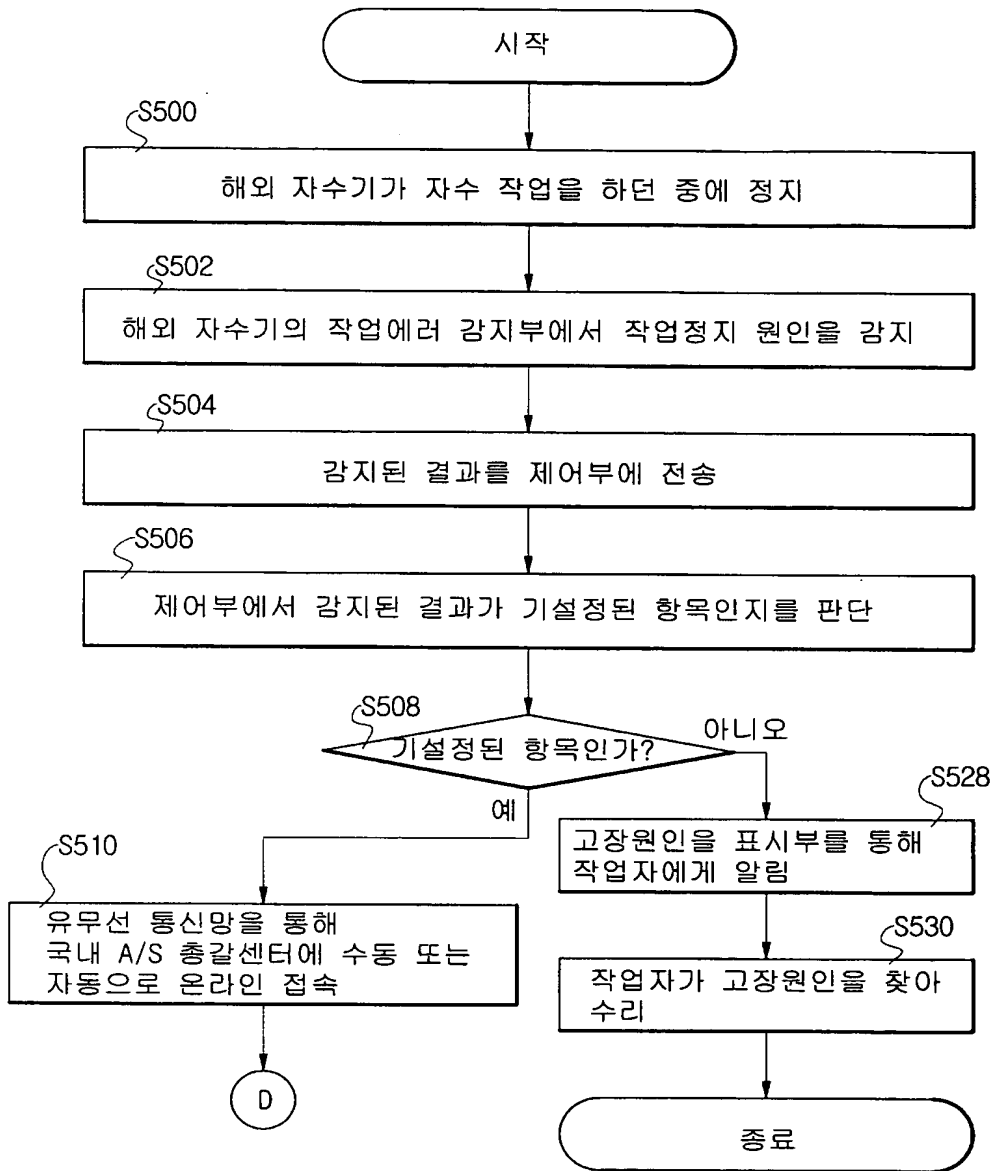 시작
S500
해외 자수기가 자수 작업을 하던 중에 정지
S502
해외 자수기의 작업에러 감지부에서 작업정지 원인을 감지
S504
감지된 결과를 제어부에 전송
S506
제어부에서 감지된 결과가 기설정된 항목인지를 판단
S508
기설정된 항목인가?
아니오
예
S528
고장원인을 표시부를 통해
작업자에게 알림
S510
유무선 통신망을 통해
국내 A/S 총갈센터에 수동 또는
자동으로 온라인 접속
S530
작업자가 고장원인을 찾아
수리
D
종료